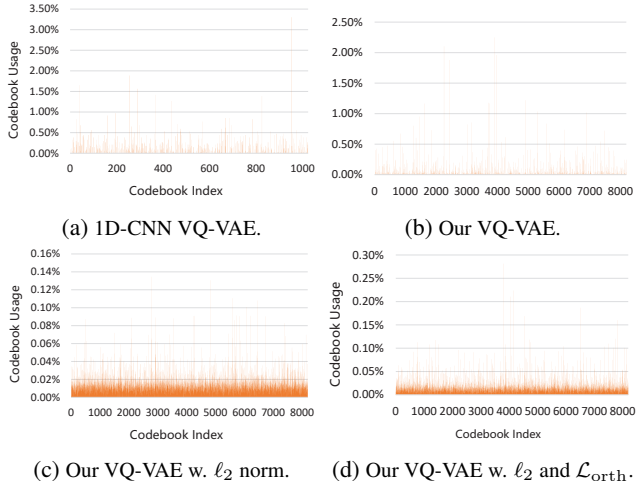 3.50%
3.00%
2.50%
2.00%
1.50%
1.00%
0.50%
0.00%
Codebook Usage
0 200 400 600 800 1000
Codebook Index
(a) 1D-CNN VQ-VAE.
2.50%
2.00%
1.50%
1.00%
0.50%
0.00%
0 1000 2000 3000 4000 5000 6000 7000 8000
(b) Our VQ-VAE.
0.16%
0.14%
0.12%
0.10%
0.08%
0.06%
0.04%
0.02%
0.00%
Codebook Usage
0 1000 2000 3000 4000 5000 6000 7000 8000
Codebook Index
(c) Our VQ-VAE w. ℓ₂ norm.
0.30%
0.25%
0.20%
0.15%
0.10%
0.05%
0.00%
Codebook Usage
0 1000 2000 3000 4000 5000 6000 7000 8000
Codebook Index
(d) Our VQ-VAE w. ℓ₂ and ℒorth.